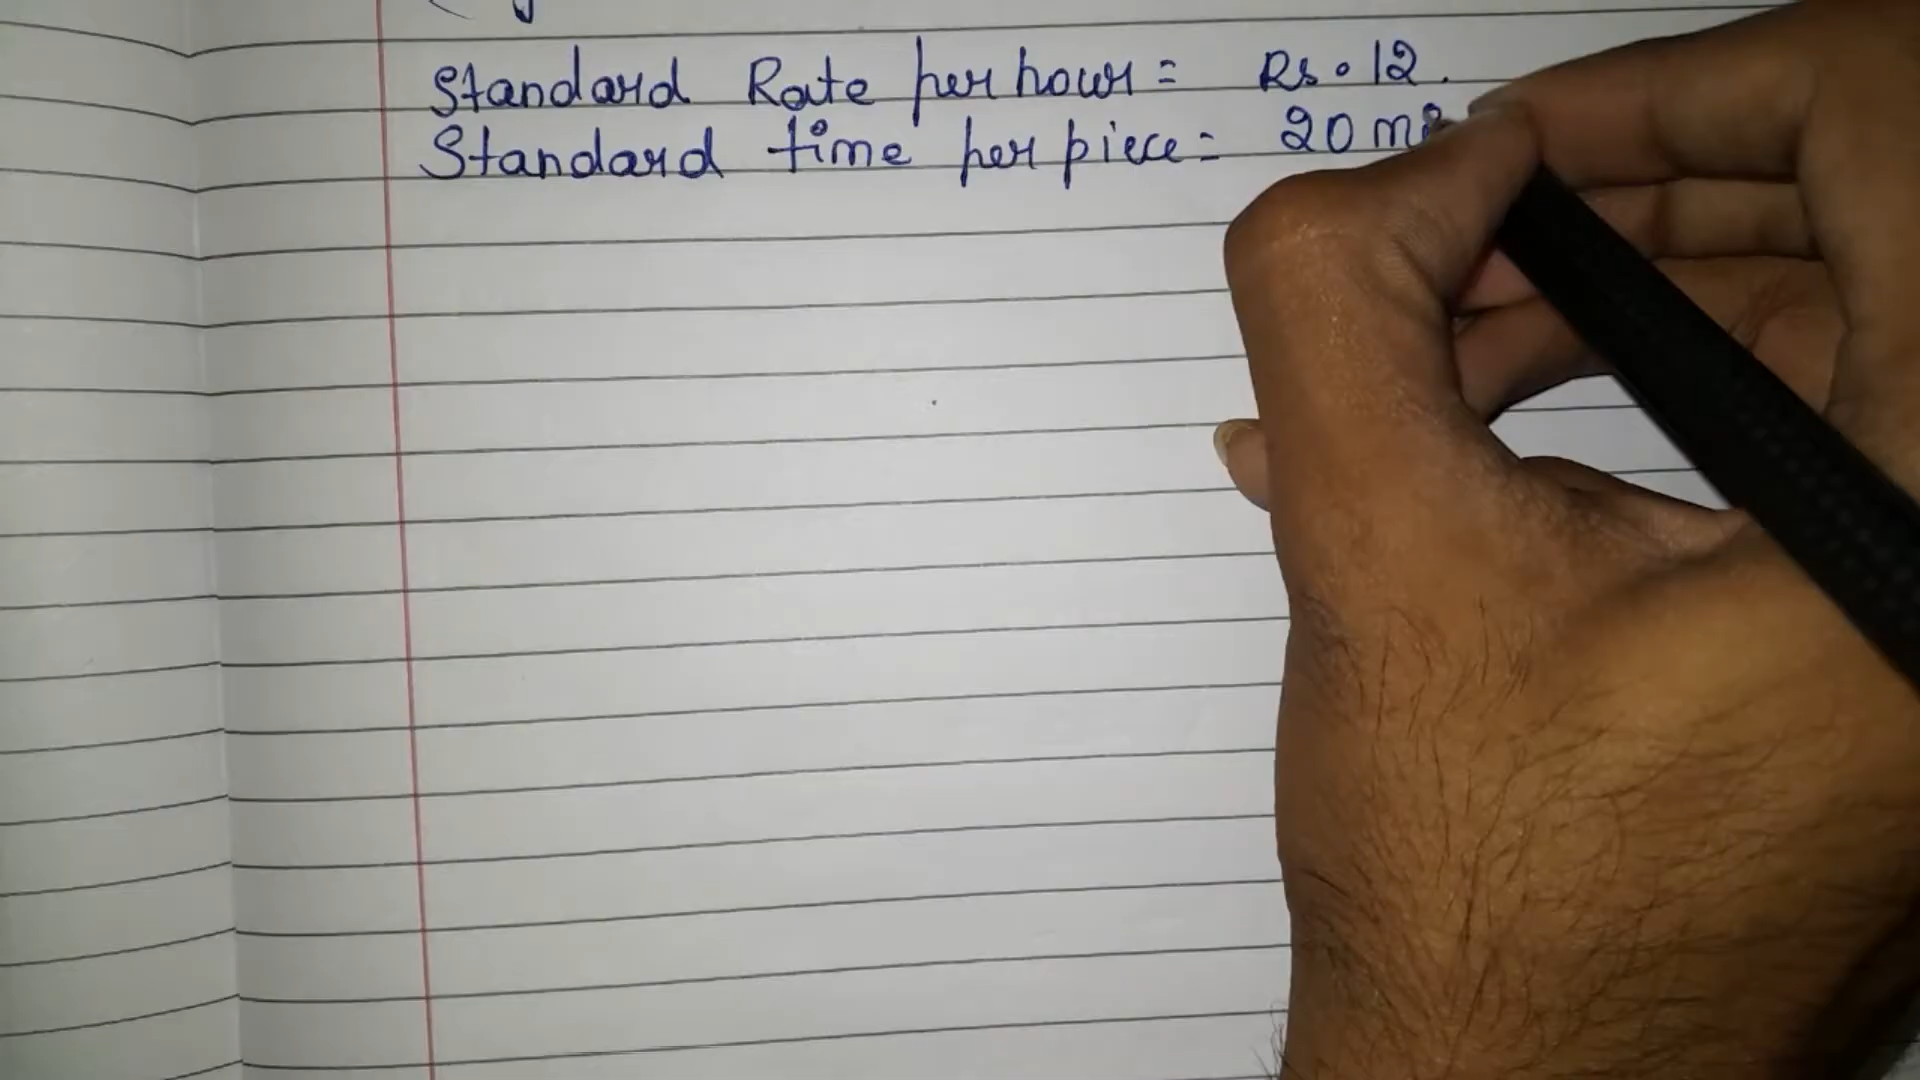 Standard Rate per hour = Rs. 12.
Standard time per piece = 20